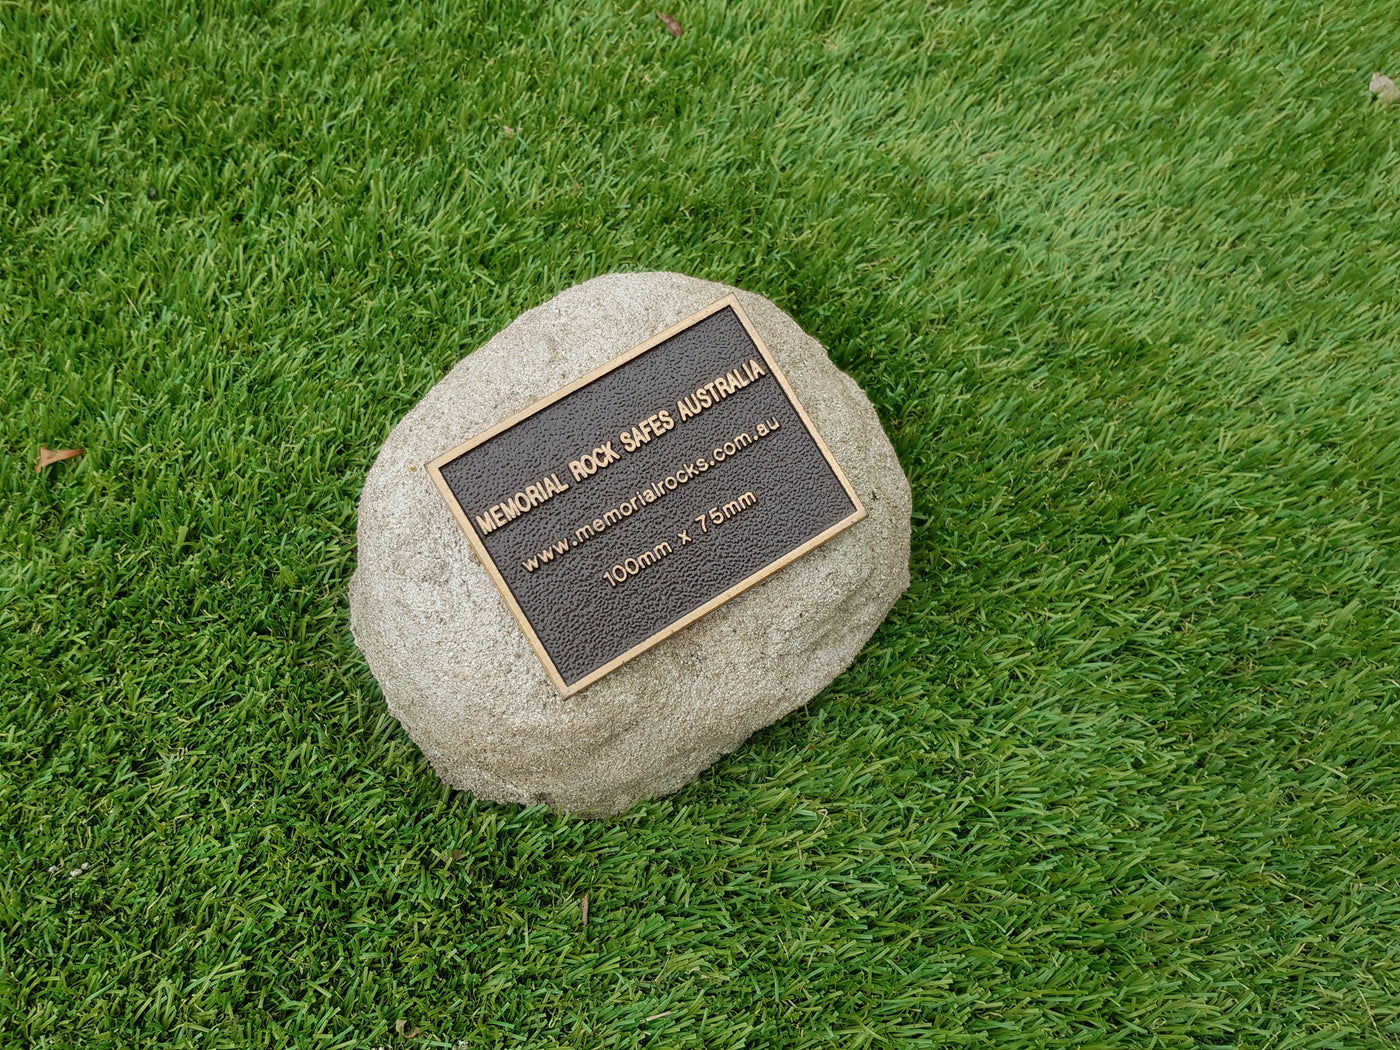 MEMORIAL ROCK SAFES AUSTRALIA
www.memorialrocks.com.au
100mm x 75mm